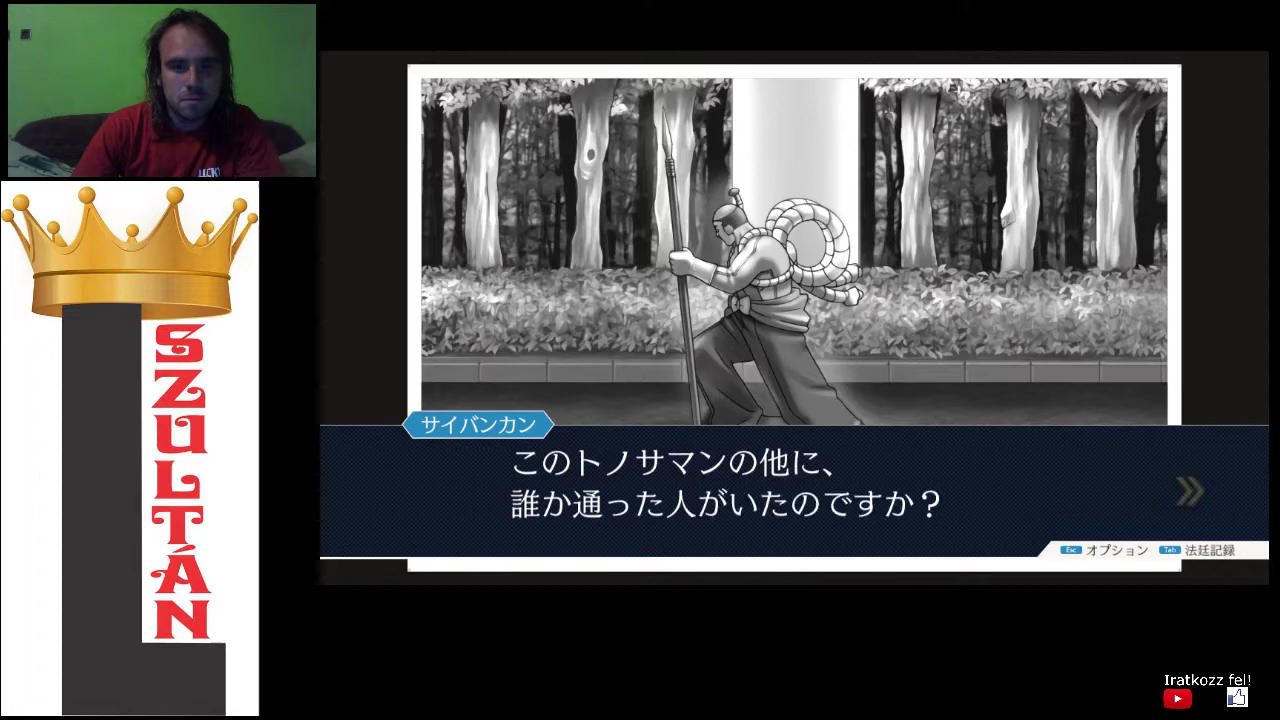 SZULTÁN
サイバンカン
このトノサマンの他に、
誰か通った人がいたのですか？
Esc オプション Tab 法廷記録
Iratkozz fel!